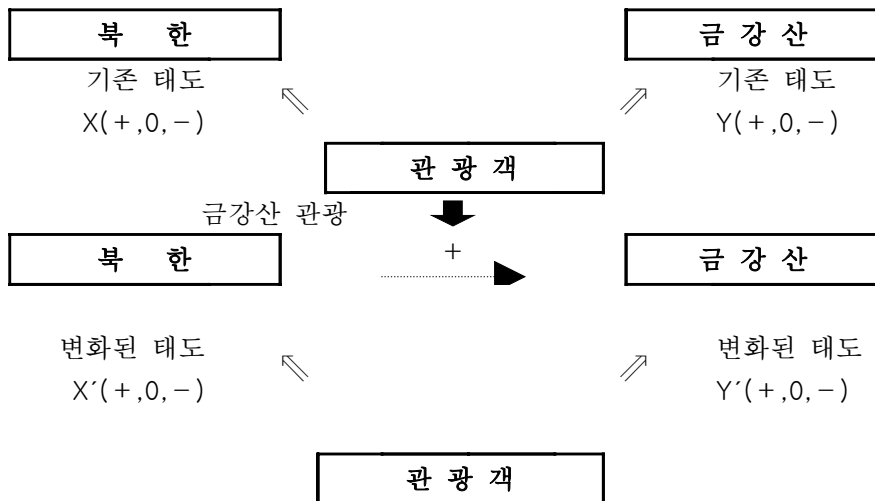 북 한 금 강 산
기존 태도 기존 태도
X(+,0,−) Y(+,0,−)
관 광 객
금강산 관광
북 한 + 금 강 산
변화된 태도 변화된 태도
X´(+,0,−) Y´(+,0,−)
관 광 객